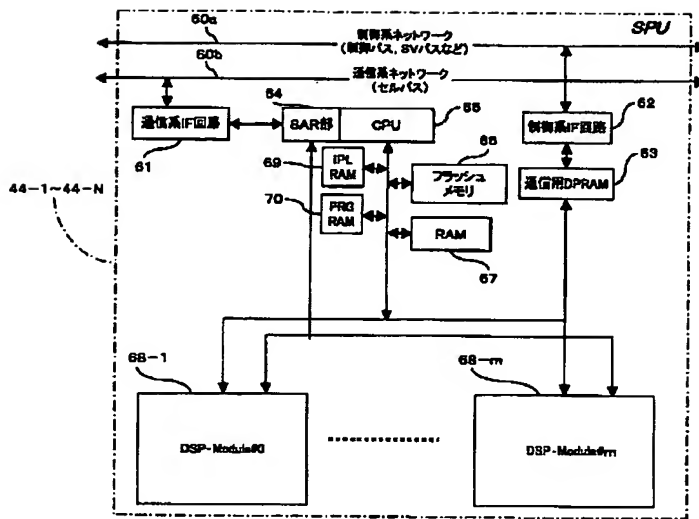 60a
制御系ネットワーク
(制御バス, SVバスなど)
SPU
60b
通信系ネットワーク
(セルバス)
64
65
通信系IF回路
SAR部
CPU
62
制御系IF回路
61
69
IPL
RAM
66
フラッシュ
メモリ
63
通信用DPRAM
70
PRG
RAM
44-1~44-N
RAM
67
68-1
68-m
DSP-Module#0
DSP-Module#m